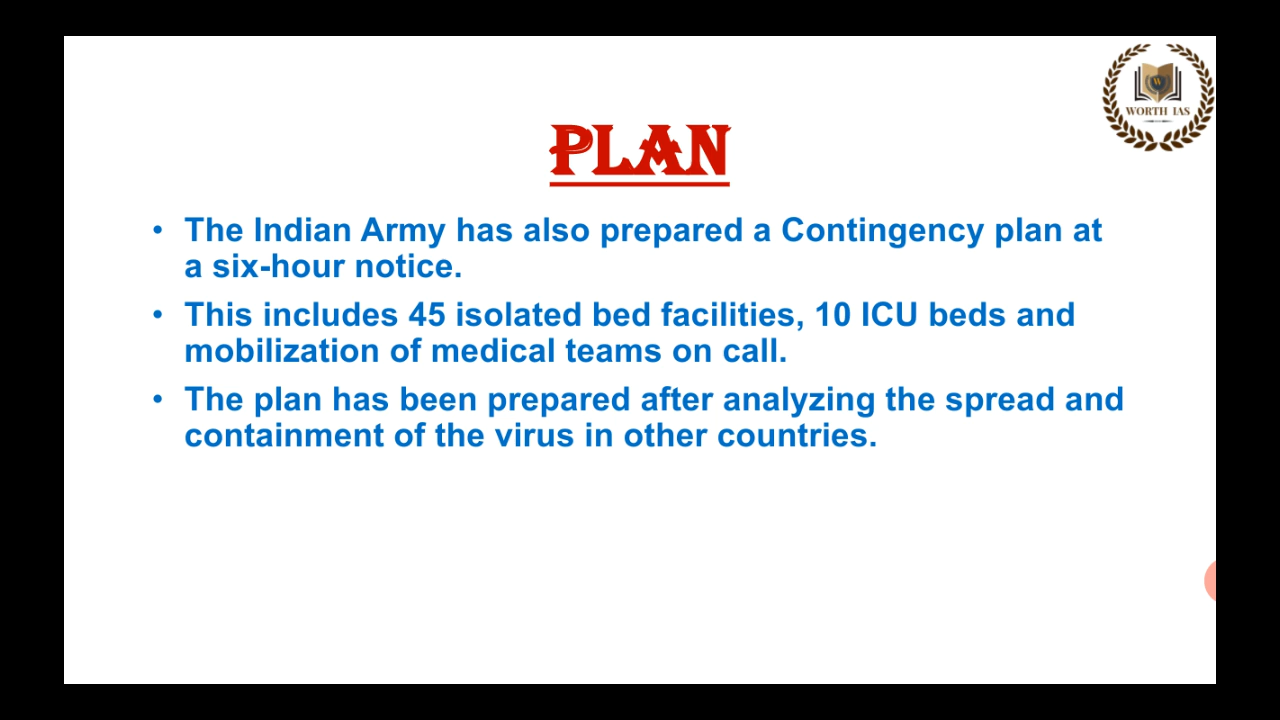 WORTH IAS
PLAN
• The Indian Army has also prepared a Contingency plan at
a six-hour notice.
• This includes 45 isolated bed facilities, 10 ICU beds and
mobilization of medical teams on call.
• The plan has been prepared after analyzing the spread and
containment of the virus in other countries.